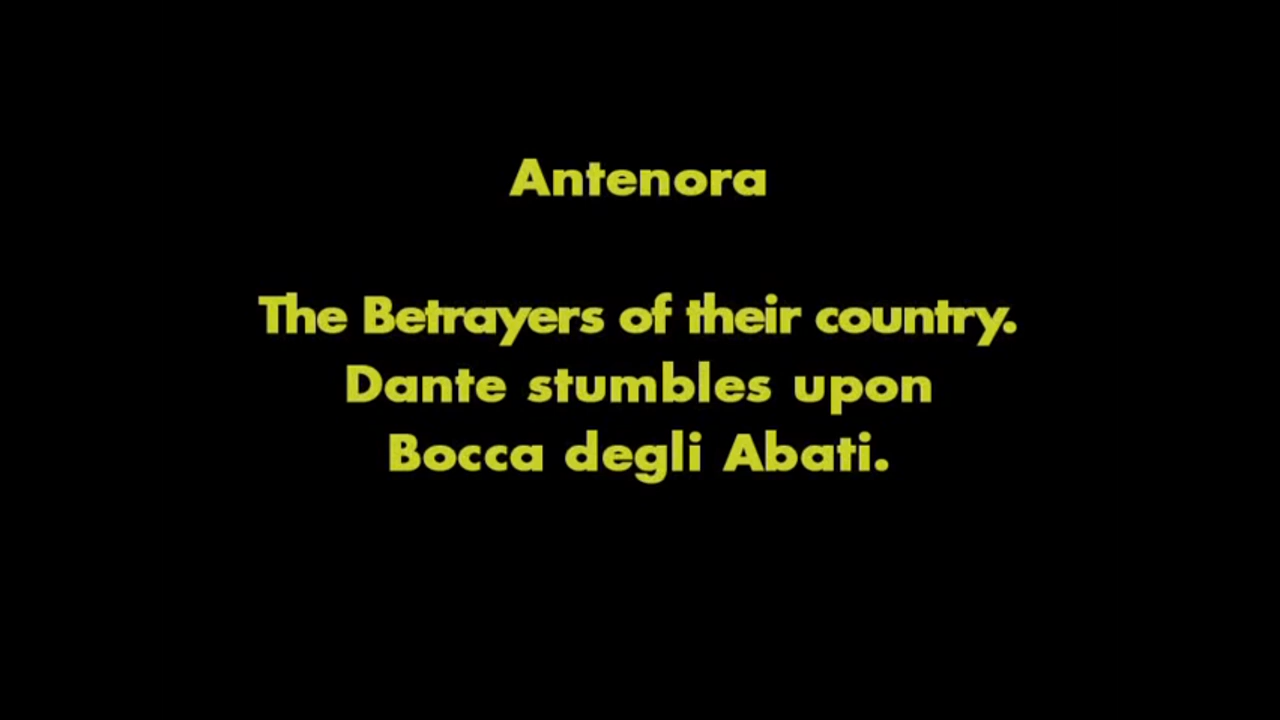 Antenora
The Betrayers of their country.
Dante stumbles upon
Bocca degli Abati.